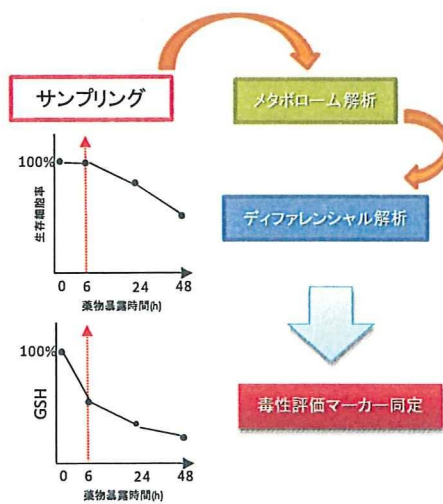 サンプリング
メタボローム解析
ディファレンシャル解析
毒性評価マーカー同定
100%
生存細胞率
0 6 24 48
薬物暴露時間(h)
100%
GSH
0 6 24 48
薬物暴露時間(h)